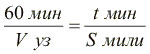 60 мин / V уз = t мин / S мили